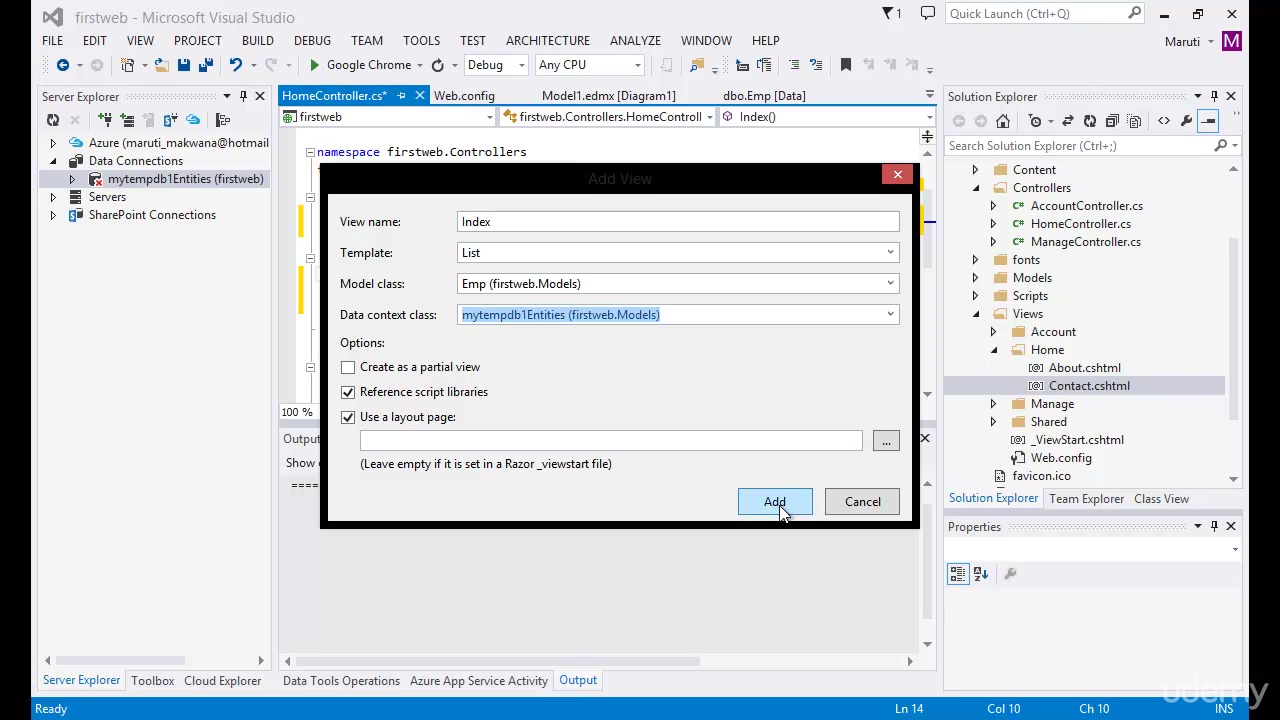 firstweb - Microsoft Visual Studio
1
Quick Launch (Ctrl+Q)
FILE EDIT VIEW PROJECT BUILD DEBUG TEAM TOOLS TEST ARCHITECTURE ANALYZE WINDOW HELP
Maruti M
Google Chrome Debug Any CPU
Server Explorer
Azure (maruti_makwana@hotmail
Data Connections
mytempdb1Entities (firstweb)
Servers
SharePoint Connections
HomeController.cs* Web.config Model1.edmx [Diagram1] dbo.Emp [Data]
firstweb firstweb.Controllers.HomeControll Index()
namespace firstweb.Controllers
Add View
View name: Index
Template: List
Model class: Emp (firstweb.Models)
Data context class: mytempdb1Entities (firstweb.Models)
Options:
Create as a partial view
Reference script libraries
Use a layout page:
...
(Leave empty if it is set in a Razor _viewstart file)
Add Cancel
100 %
Output
Show
====
Solution Explorer
Search Solution Explorer (Ctrl+;)
Content
Controllers
C# AccountController.cs
C# HomeController.cs
C# ManageController.cs
fonts
Models
Scripts
Views
Account
Home
[@] About.cshtml
[@] Contact.cshtml
Manage
Shared
[@] _ViewStart.cshtml
Web.config
favicon.ico
Solution Explorer Team Explorer Class View
Properties
Server Explorer Toolbox Cloud Explorer
Data Tools Operations Azure App Service Activity Output
Ready Ln 14 Col 10 Ch 10 INS
udemy